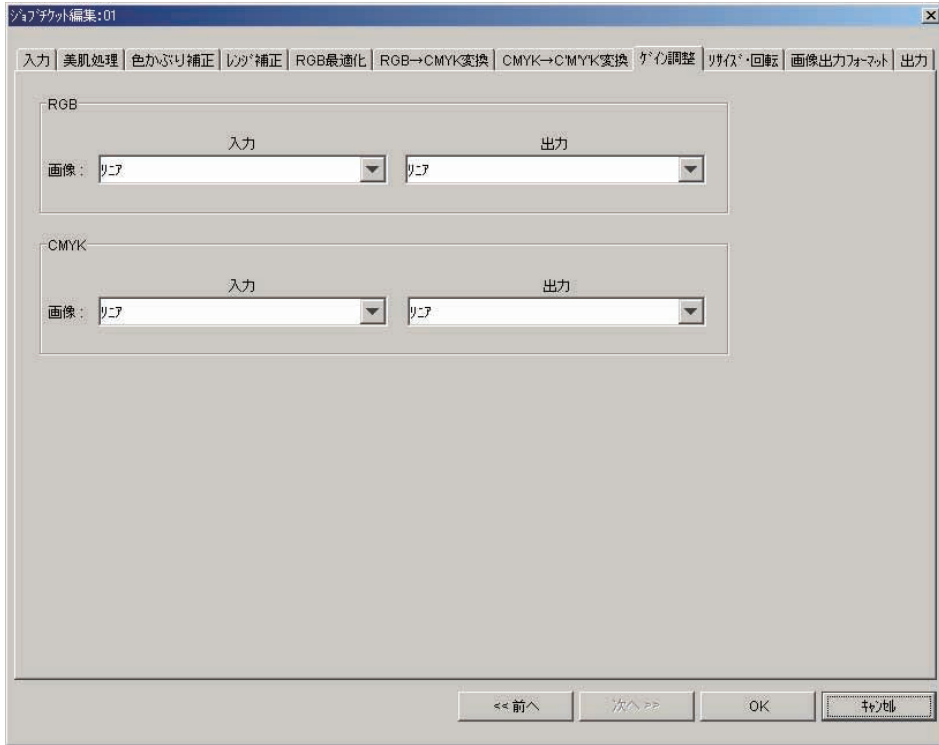 ｼﾞｮﾌﾞﾁｹｯﾄ編集:01
入力 美肌処理 色かぶり補正 ﾚﾝｼﾞ補正 RGB最適化 RGB→CMYK変換 CMYK→C'M'Y'K'変換 ｹﾞｲﾝ調整 ﾘｻｲｽﾞ･回転 画像出力ﾌｫｰﾏｯﾄ 出力
RGB
入力 出力
画像： ﾘﾆｱ ﾘﾆｱ
CMYK
入力 出力
画像： ﾘﾆｱ ﾘﾆｱ
<< 前へ 次へ >> OK ｷｬﾝｾﾙ